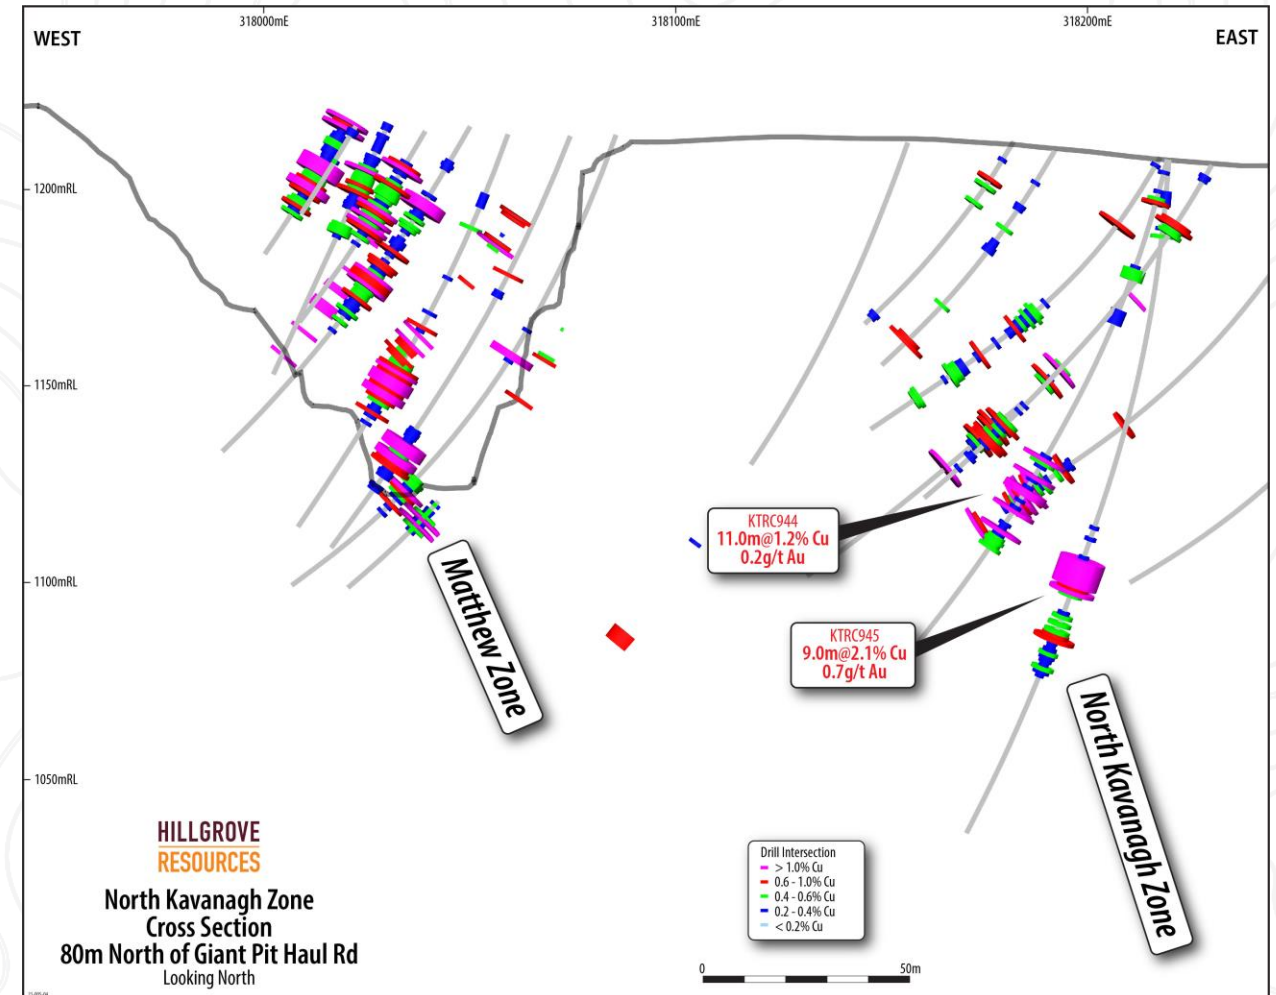 318000mE
318100mE
318200mE
WEST
EAST
1200mRL
1150mRL
1100mRL
1050mRL
KTRC944
11.0m@1.2% Cu
0.2g/t Au
KTRC945
9.0m@2.1% Cu
0.7g/t Au
Matthew Zone
North Kavanagh Zone
HILLGROVE
RESOURCES
North Kavanagh Zone
Cross Section
80m North of Giant Pit Haul Rd
Looking North
Drill Intersection
> 1.0% Cu
0.6 - 1.0% Cu
0.4 - 0.6% Cu
0.2 - 0.4% Cu
< 0.2% Cu
0
50m